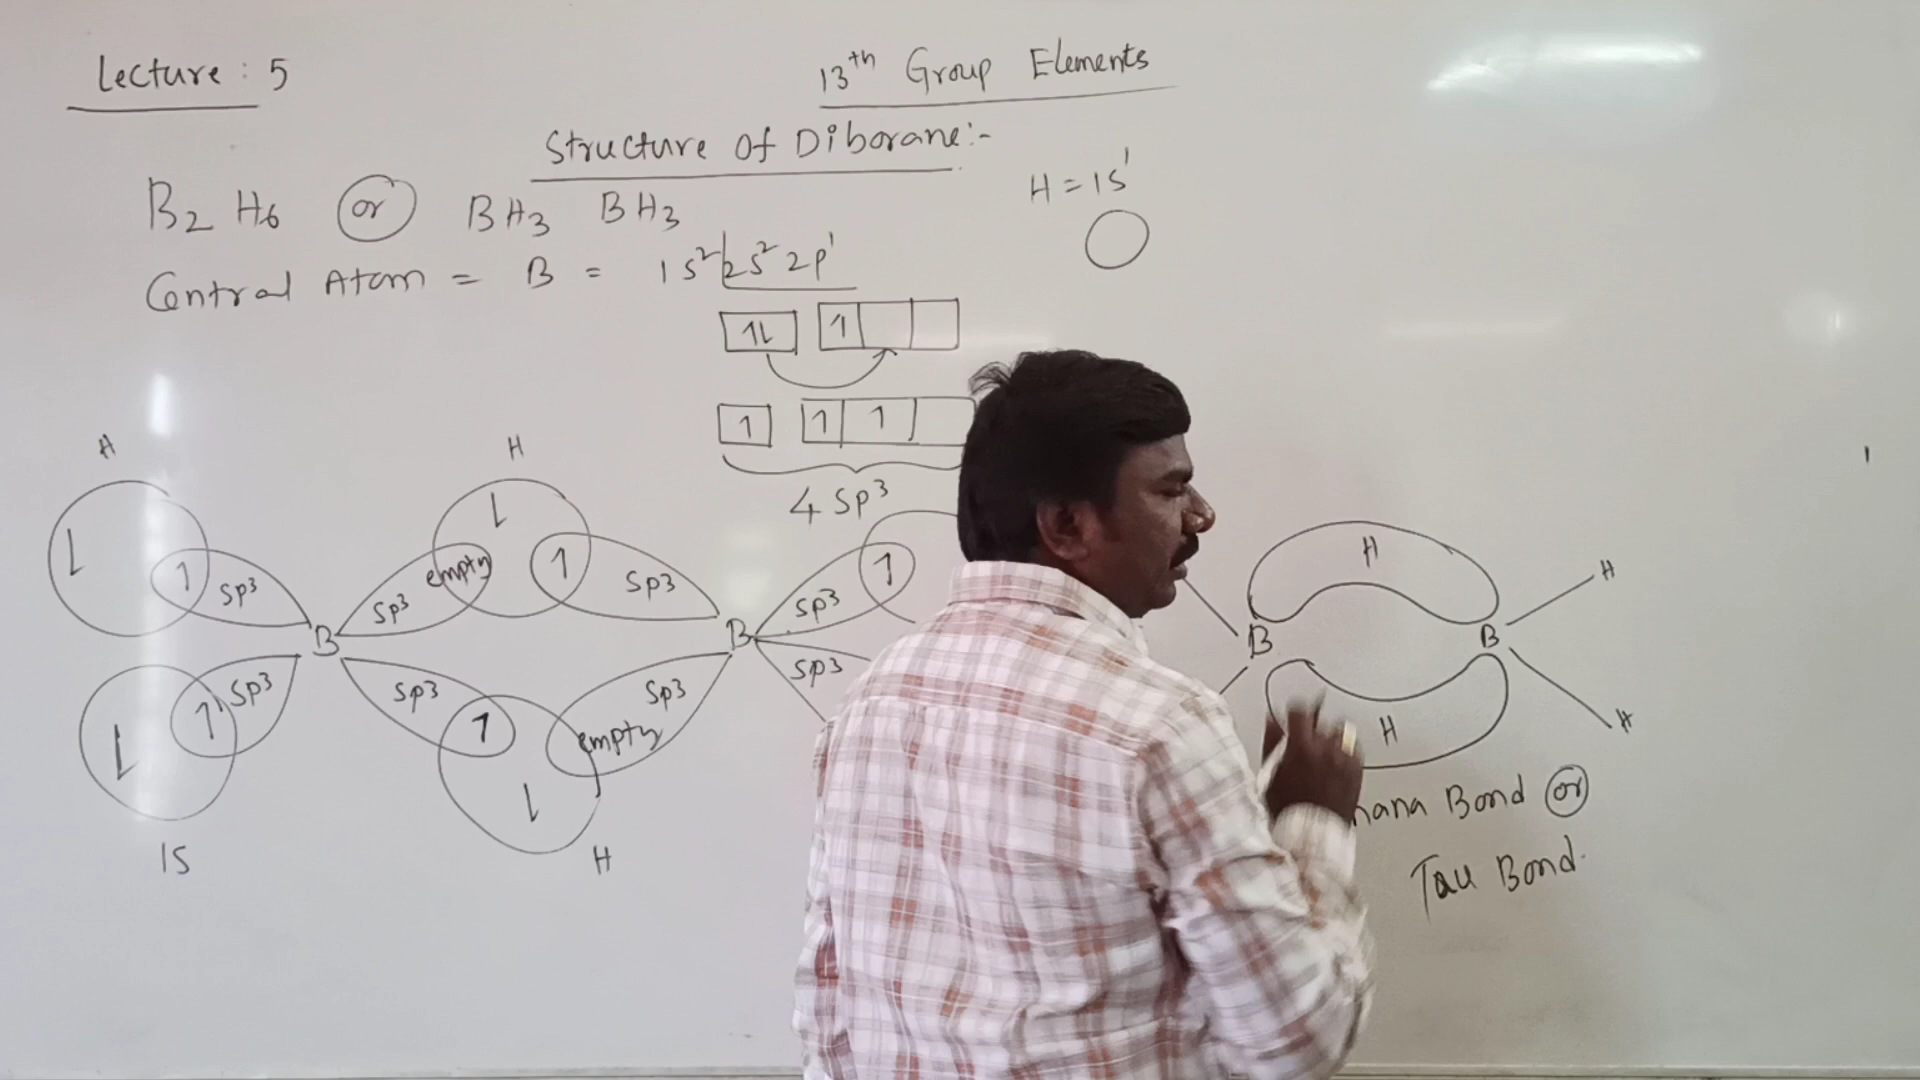 Lecture : 5
13th Group Elements
Structure of Diborane:-
B2 H6 or BH3 BH3
H = 1s1
Central Atom = B = 1s2 2s2 2p1
1L 1
1 1 1
4 Sp3
H
H
L 1 Sp3
Sp3 empty
L 1 Sp3
Sp3 1
H
H
B
B
B
B
L 1 Sp3
Sp3 1 L
empty Sp3
Sp3
H
H
1S
H
Bond or
Tau Bond.